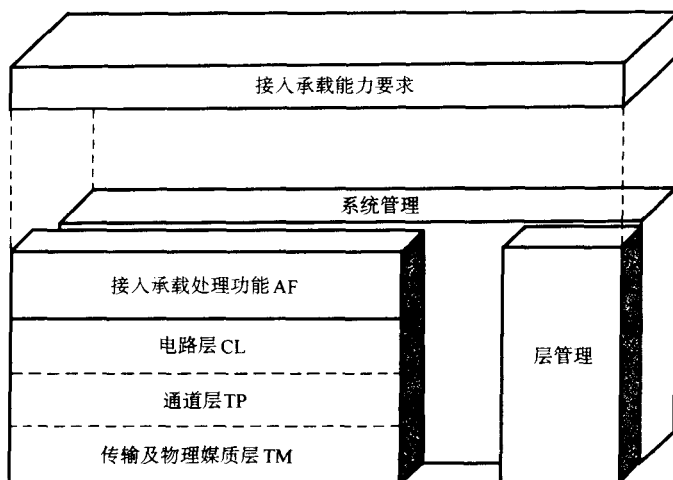 接入承载能力要求
系统管理
接入承载处理功能AF
电路层CL
通道层TP
传输及物理媒质层TM
层管理